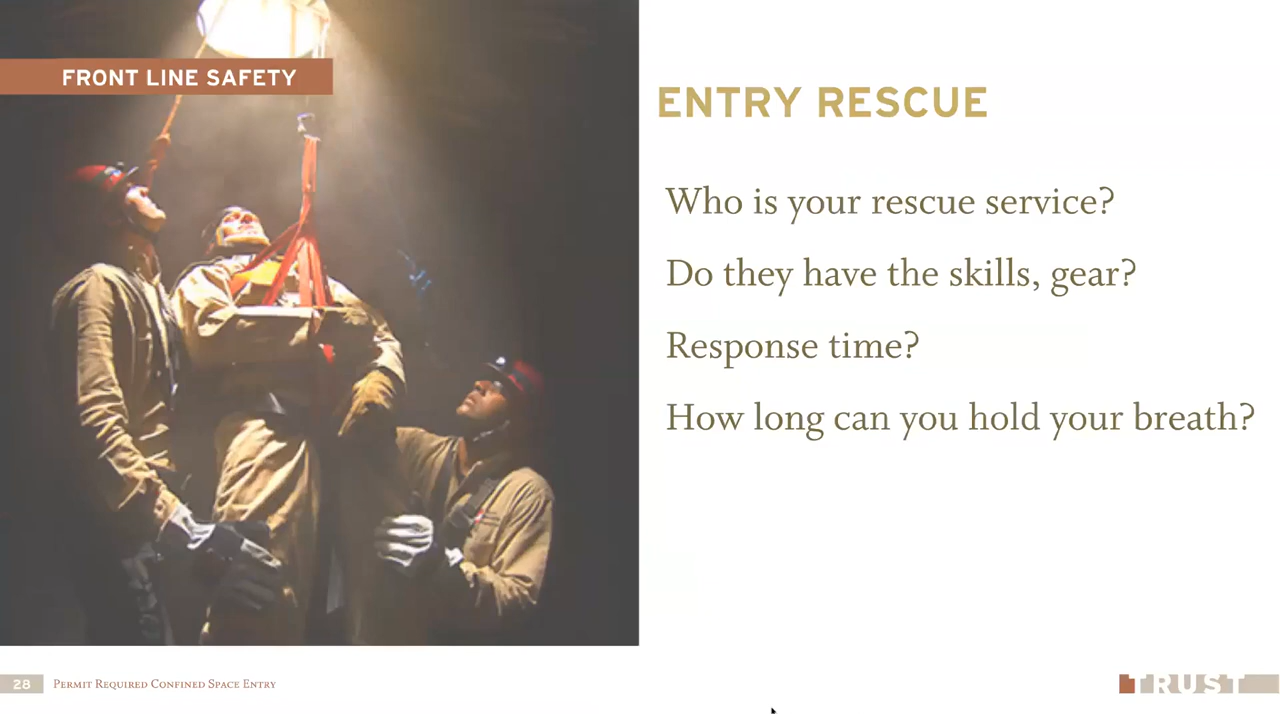 FRONT LINE SAFETY
ENTRY RESCUE
Who is your rescue service?
Do they have the skills, gear?
Response time?
How long can you hold your breath?
28 Permit Required Confined Space Entry
TRUST